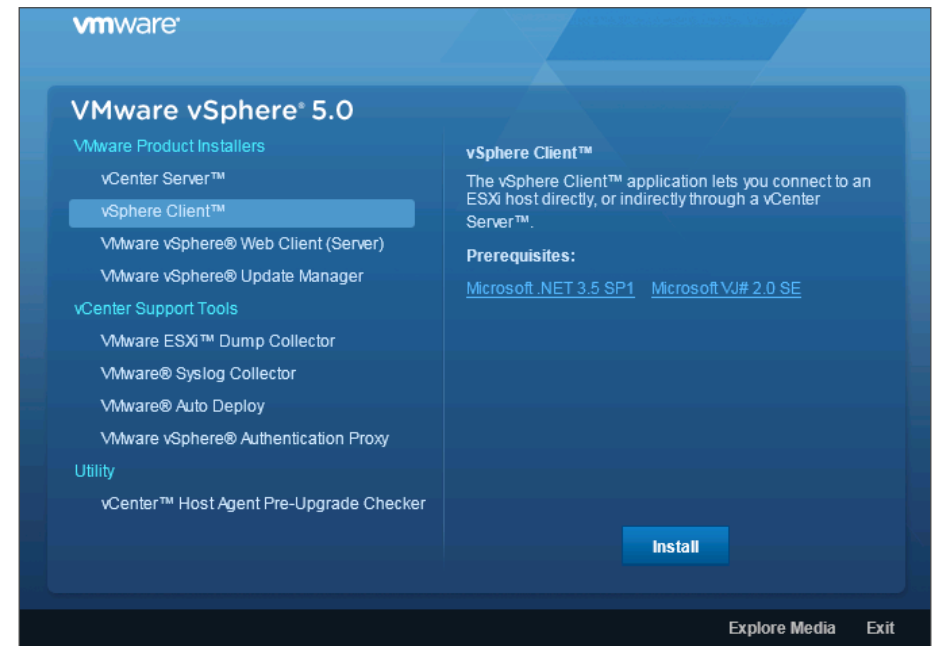 vmware®
VMware vSphere® 5.0
VMware Product Installers
vCenter Server™
vSphere Client™
VMware vSphere® Web Client (Server)
VMware vSphere® Update Manager
vCenter Support Tools
VMware ESXi™ Dump Collector
VMware® Syslog Collector
VMware® Auto Deploy
VMware vSphere® Authentication Proxy
Utility
vCenter™ Host Agent Pre-Upgrade Checker
vSphere Client™
The vSphere Client™ application lets you connect to an
ESXi host directly, or indirectly through a vCenter
Server™.
Prerequisites:
Microsoft .NET 3.5 SP1 Microsoft VJ# 2.0 SE
Install
Explore Media Exit